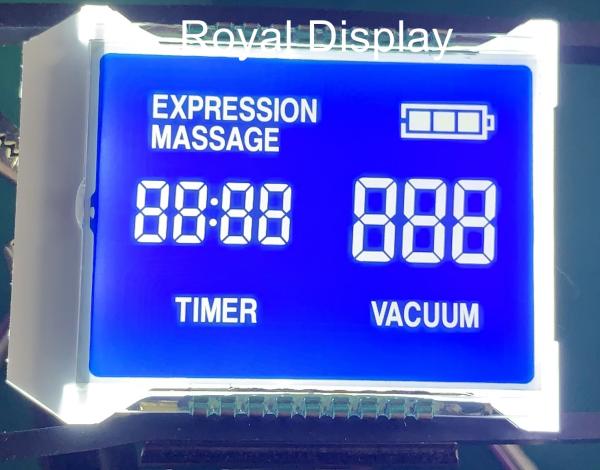 Royal Display
EXPRESSION
MASSAGE
88:88
888
TIMER
VACUUM